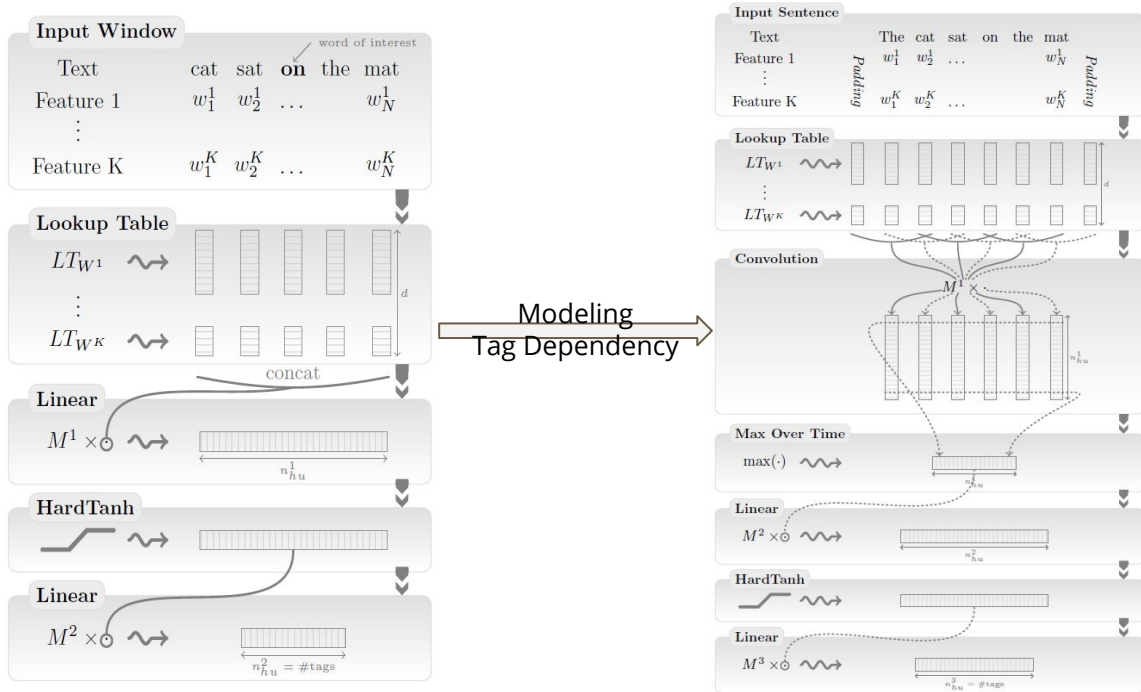 Input Window
word of interest
Text cat sat on the mat
Feature 1 w_1^1 w_2^1 ... w_N^1
⋮
Feature K w_1^K w_2^K ... w_N^K
Lookup Table
LT_{W^1}
⋮
LT_{W^K}
d
concat
Linear
M^1 × ⊙
n_{hu}^1
HardTanh
Linear
M^2 × ⊙
n_{hu}^2 = #tags
Modeling
Tag Dependency
Input Sentence
Text The cat sat on the mat
Feature 1 w_1^1 w_2^1 ... w_N^1
⋮
Feature K w_1^K w_2^K ... w_N^K
Padding
Padding
Lookup Table
LT_{W^1}
⋮
LT_{W^K}
d
Convolution
M^1 × ·
n_{hu}^1
Max Over Time
max(·)
n_{hu}^1
Linear
M^2 × ⊙
n_{hu}^2
HardTanh
Linear
M^3 × ⊙
n_{hu}^3 = #tags